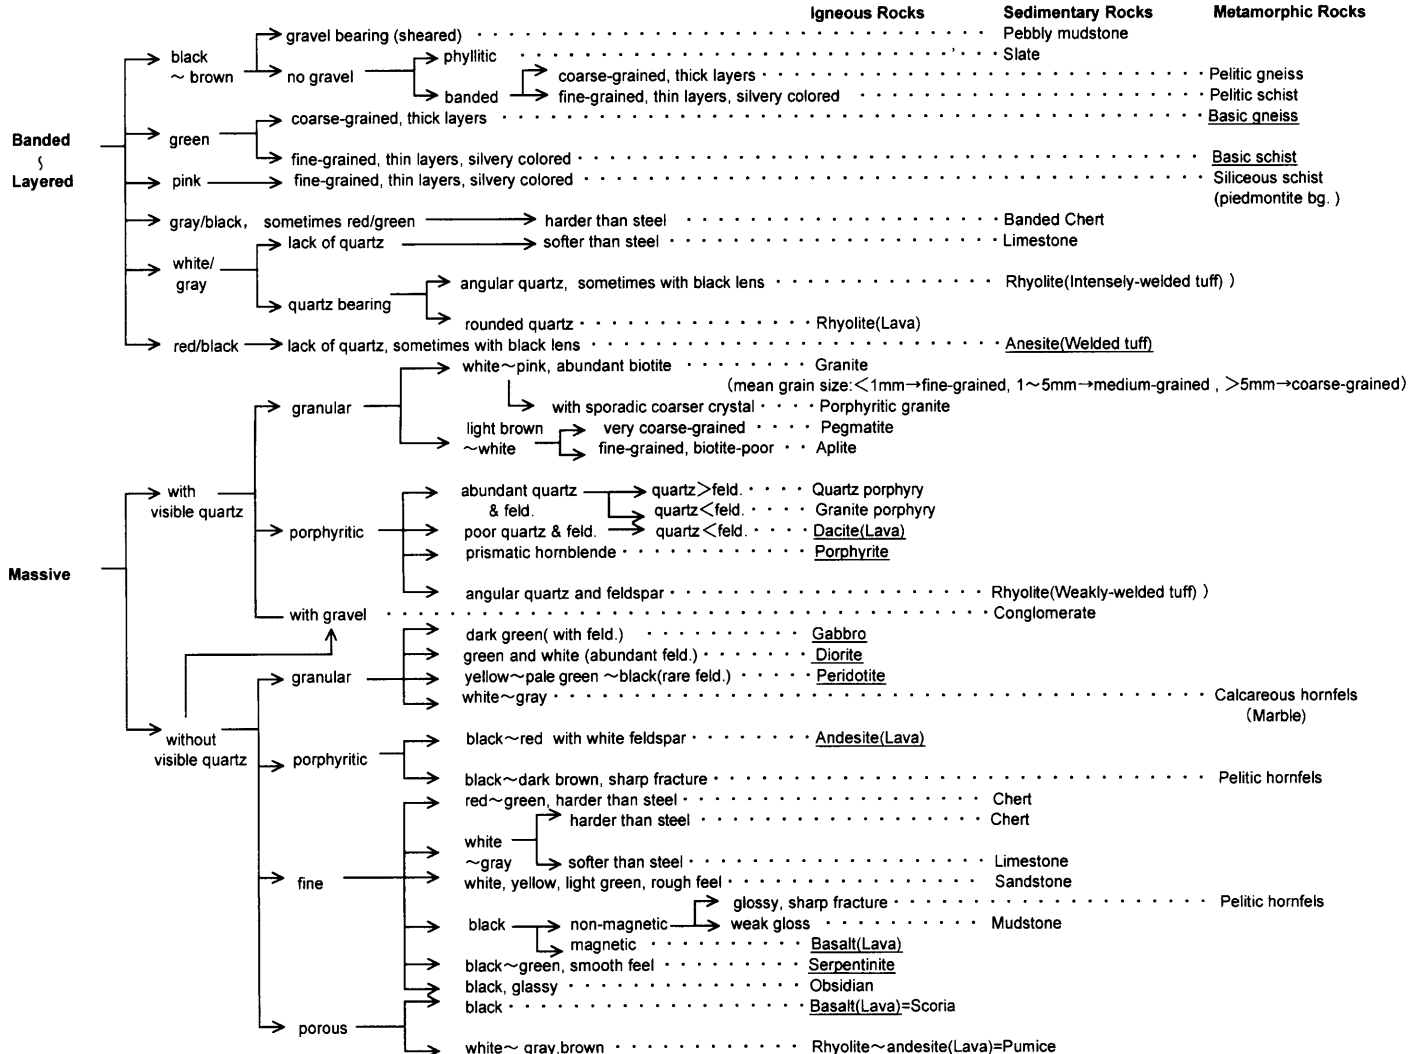 Igneous Rocks Sedimentary Rocks Metamorphic Rocks
gravel bearing (sheared) Pebbly mudstone
black phyllitic Slate
～ brown no gravel coarse-grained, thick layers Pelitic gneiss
banded fine-grained, thin layers, silvery colored Pelitic schist
coarse-grained, thick layers Basic gneiss
Banded green
～ fine-grained, thin layers, silvery colored Basic schist
Layered pink fine-grained, thin layers, silvery colored Siliceous schist
(piedmontite bg. )
gray/black, sometimes red/green harder than steel Banded Chert
lack of quartz softer than steel Limestone
white/
gray angular quartz, sometimes with black lens Rhyolite(Intensely-welded tuff) )
quartz bearing
rounded quartz Rhyolite(Lava)
red/black lack of quartz, sometimes with black lens Anesite(Welded tuff)
white～pink, abundant biotite Granite
(mean grain size:＜1mm→fine-grained, 1～5mm→medium-grained , ＞5mm→coarse-grained)
granular with sporadic coarser crystal Porphyritic granite
light brown very coarse-grained Pegmatite
～white fine-grained, biotite-poor Aplite
with abundant quartz quartz＞feld. Quartz porphyry
visible quartz & feld. quartz＜feld. Granite porphyry
porphyritic poor quartz & feld. quartz＜feld. Dacite(Lava)
prismatic hornblende Porphyrite
Massive
angular quartz and feldspar Rhyolite(Weakly-welded tuff) )
with gravel Conglomerate
dark green( with feld.) Gabbro
green and white (abundant feld.) Diorite
granular yellow～pale green ～black(rare feld.) Peridotite
white～gray Calcareous hornfels
(Marble)
without black～red with white feldspar Andesite(Lava)
visible quartz porphyritic
black～dark brown, sharp fracture Pelitic hornfels
red～green, harder than steel Chert
harder than steel Chert
white
～gray softer than steel Limestone
fine white, yellow, light green, rough feel Sandstone
glossy, sharp fracture Pelitic hornfels
black non-magnetic weak gloss Mudstone
magnetic Basalt(Lava)
black～green, smooth feel Serpentinite
black, glassy Obsidian
black Basalt(Lava)=Scoria
porous
white～ gray,brown Rhyolite～andesite(Lava)=Pumice